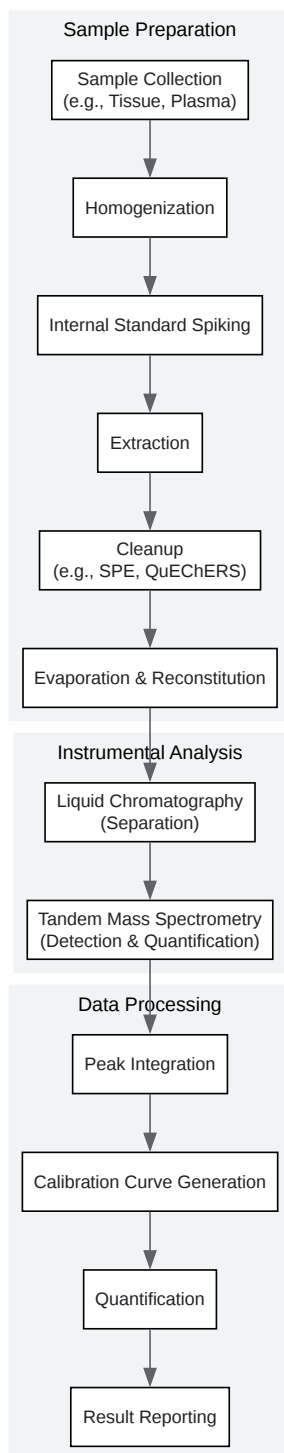 Sample Preparation
Sample Collection
(e.g., Tissue, Plasma)
Homogenization
Internal Standard Spiking
Extraction
Cleanup
(e.g., SPE, QuEChERS)
Evaporation & Reconstitution
Instrumental Analysis
Liquid Chromatography
(Separation)
Tandem Mass Spectrometry
(Detection & Quantification)
Data Processing
Peak Integration
Calibration Curve Generation
Quantification
Result Reporting